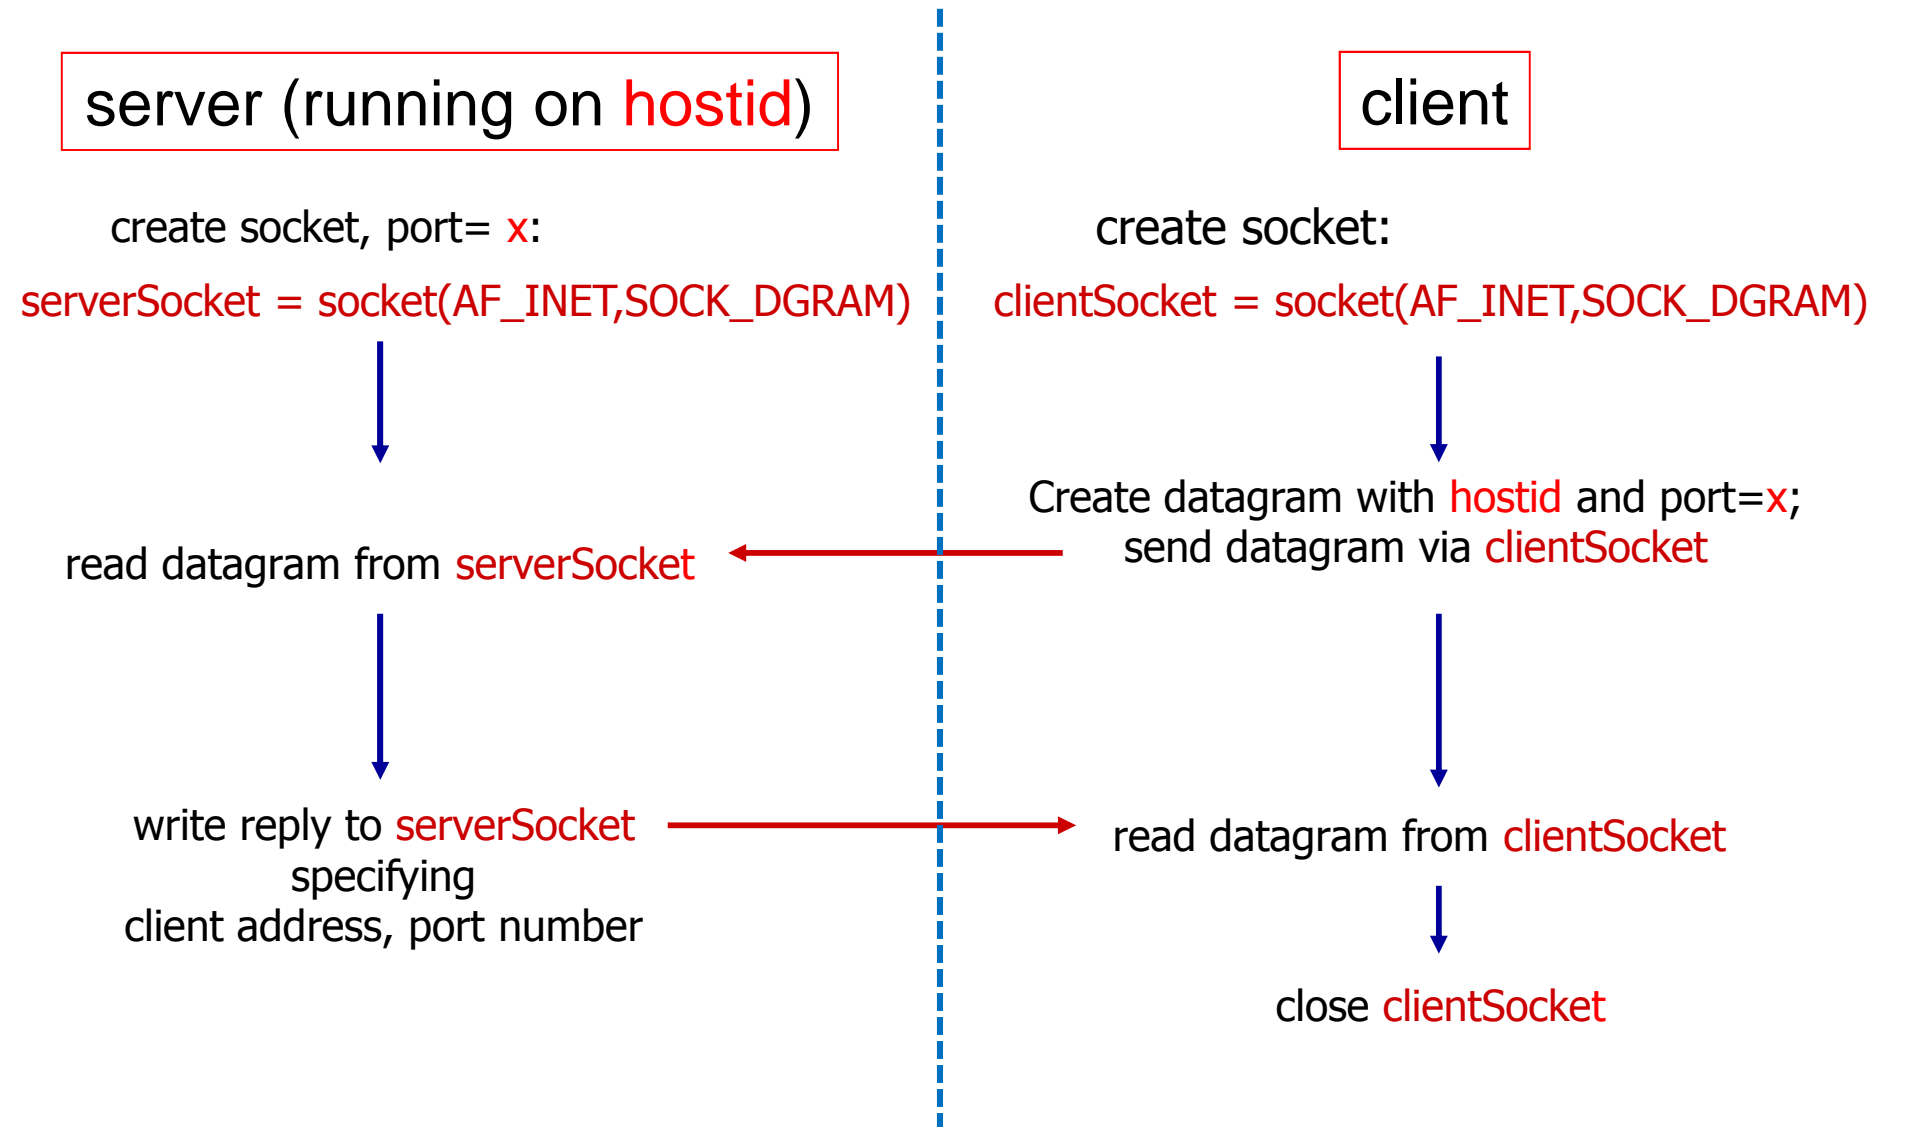 server (running on hostid)
create socket, port= x:
serverSocket = socket(AF_INET,SOCK_DGRAM)
read datagram from serverSocket
write reply to serverSocket
specifying
client address, port number
client
create socket:
clientSocket = socket(AF_INET,SOCK_DGRAM)
Create datagram with hostid and port=x;
send datagram via clientSocket
read datagram from clientSocket
close clientSocket